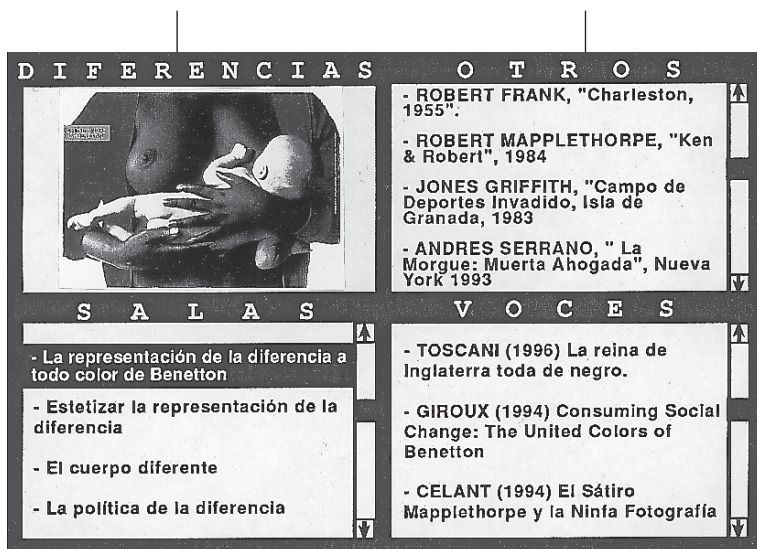 DIFERENCIAS
OTROS
- ROBERT FRANK, "Charleston,
1955".
- ROBERT MAPPLETHORPE, "Ken
& Robert", 1984
- JONES GRIFFITH, "Campo de
Deportes Invadido, Isla de
Granada, 1983
- ANDRES SERRANO, " La
Morgue: Muerta Ahogada", Nueva
York 1993
SALAS
- La representación de la diferencia a
todo color de Benetton
- Estetizar la representación de la
diferencia
- El cuerpo diferente
- La política de la diferencia
VOCES
- TOSCANI (1996) La reina de
Inglaterra toda de negro.
- GIROUX (1994) Consuming Social
Change: The United Colors of
Benetton
- CELANT (1994) El Sátiro
Mapplethorpe y la Ninfa Fotografía